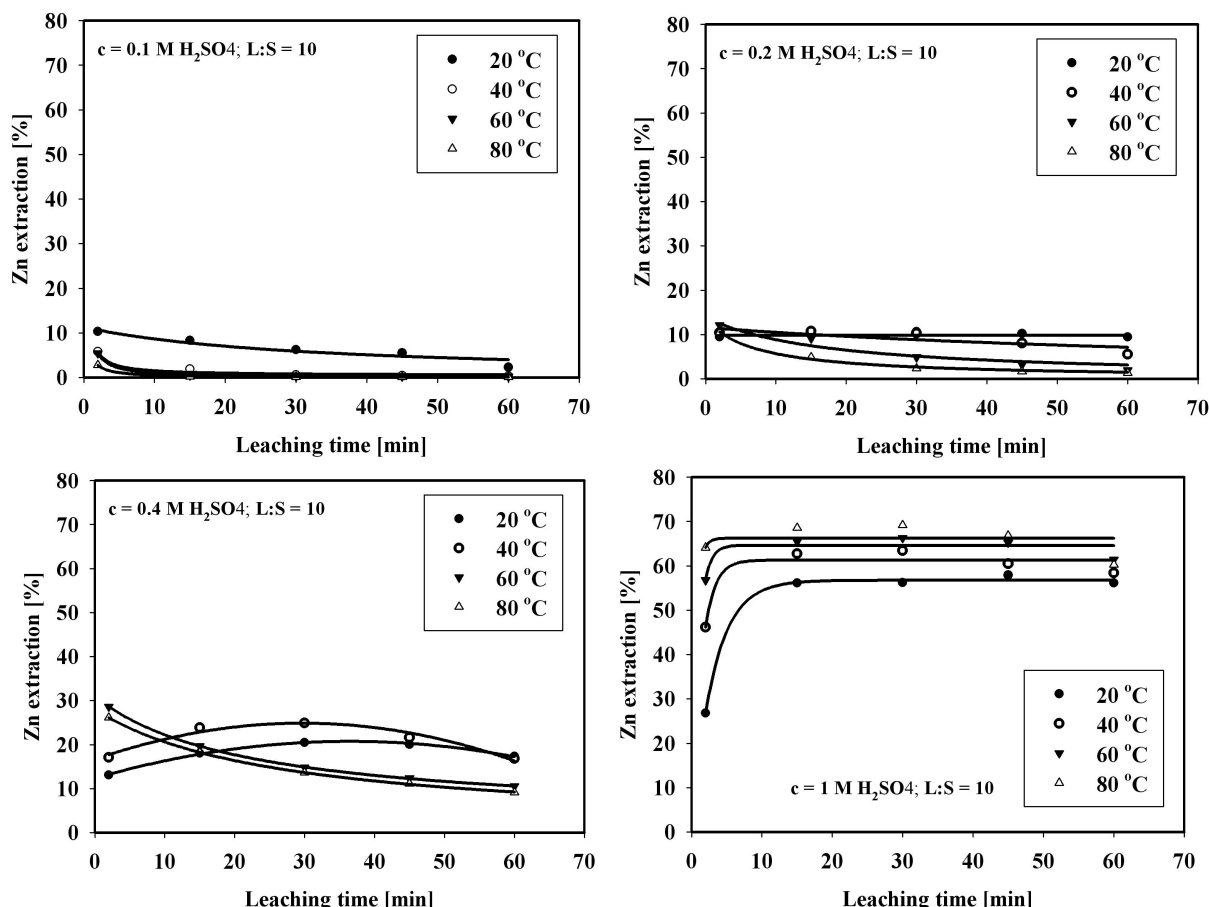 c = 0.1 M H₂SO4; L:S = 10
20 °C
40 °C
60 °C
80 °C
Zn extraction [%]
80
70
60
50
40
30
20
10
0
0 10 20 30 40 50 60 70
Leaching time [min]
c = 0.2 M H₂SO4; L:S = 10
20 °C
40 °C
60 °C
80 °C
Zn extraction [%]
80
70
60
50
40
30
20
10
0
0 10 20 30 40 50 60 70
Leaching time [min]
c = 0.4 M H₂SO4; L:S = 10
20 °C
40 °C
60 °C
80 °C
Zn extraction [%]
80
70
60
50
40
30
20
10
0
0 10 20 30 40 50 60 70
Leaching time [min]
Zn extraction [%]
80
70
60
50
40
30
20
10
0
20 °C
40 °C
60 °C
80 °C
c = 1 M H₂SO4; L:S = 10
0 10 20 30 40 50 60 70
Leaching time [min]